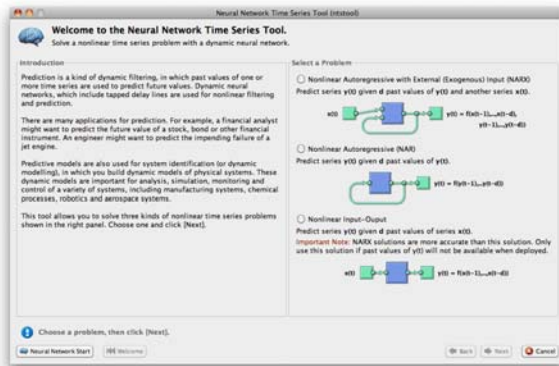 Neural Network Time Series Tool (ntstool)
Welcome to the Neural Network Time Series Tool.
Solve a nonlinear time series problem with a dynamic neural network.
Introduction
Prediction is a kind of dynamic filtering, in which past values of one or
more time series are used to predict future values. Dynamic neural
networks, which include tapped delay lines are used for nonlinear filtering
and prediction.
There are many applications for prediction. For example, a financial analyst
might want to predict the future value of a stock, bond or other financial
instrument. An engineer might want to predict the impending failure of a
jet engine.
Predictive models are also used for system identification (or dynamic
modelling), in which you build dynamic models of physical systems. These
dynamic models are important for analysis, simulation, monitoring and
control of a variety of systems, including manufacturing systems, chemical
processes, robotics and aerospace systems.
This tool allows you to solve three kinds of nonlinear time series problems
shown in the right panel. Choose one and click [Next].
Select a Problem
Nonlinear Autoregressive with External (Exogenous) Input (NARX)
Predict series y(t) given d past values of y(t) and another series x(t).
x(t)
y(t) = f(x(t-1),...,x(t-d),
y(t-1),...,y(t-d))
Nonlinear Autoregressive (NAR)
Predict series y(t) given d past values of y(t).
y(t) = f(y(t-1),...,y(t-d))
Nonlinear Input-Ouput
Predict series y(t) given d past values of series x(t).
Important Note: NARX solutions are more accurate than this solution. Only
use this solution if past values of y(t) will not be available when deployed.
x(t)
y(t) = f(x(t-1),...,x(t-d))
Choose a problem, then click [Next].
Neural Network Start
Welcome
Back
Next
Cancel